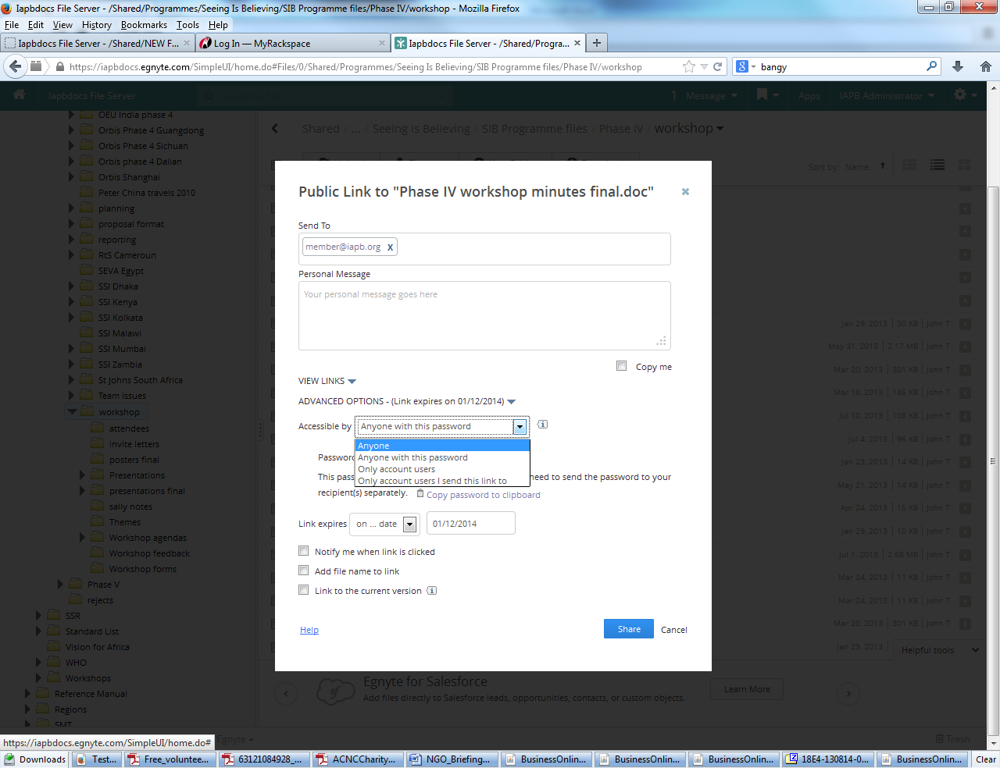 Iapbdocs File Server - /Shared/Programmes/Seeing Is Believing/SIB Programme files/Phase IV/workshop - Mozilla Firefox
File Edit View History Bookmarks Tools Help
Iapbdocs File Server - /Shared/NEW F... × Log In — MyRackspace × Iapbdocs File Server - /Shared/Progra... × +
https://iapbdocs.egnyte.com/SimpleUI/home.do#Files/0/Shared/Programmes/Seeing Is Believing/SIB Programme files/Phase IV/workshop
bangy
Iapbdocs File Server
1 Message Apps IAPB Administrator
Shared / ... / Seeing is Believing / SIB Programme files / Phase IV / workshop
Sort by: Name
OEU India phase 4
Orbis Phase 4 Guangdong
Orbis Phase 4 Sichuan
Orbis phase 4 Dalian
Orbis Shanghai
Peter China travels 2010
planning
proposal format
reporting
RtS Cameroun
SEVA Egypt
SSI Dhaka
SSI Kenya
SSI Kolkata
SSI Malawi
SSI Mumbai
SSI Zambia
St Johns South Africa
Team issues
workshop
attendees
invite letters
posters final
Presentations
presentations final
sally notes
Themes
Workshop agendas
Workshop feedback
Workshop forms
Phase V
rejects
SSR
Standard List
Vision for Africa
WHO
Workshops
Reference Manual
Regions
SMT
Public Link to "Phase IV workshop minutes final.doc"
Send To
member@iapb.org x
Personal Message
Your personal message goes here
Copy me
VIEW LINKS
ADVANCED OPTIONS - (Link expires on 01/12/2014)
Accessible by Anyone with this password
Anyone
Anyone with this password
Only account users
Only account users I send this link to
Password
This pass need to send the password to your
recipient(s) separately. Copy password to clipboard
Link expires on ... date 01/12/2014
Notify me when link is clicked
Add file name to link
Link to the current version
Help Share Cancel
Jan 29, 2013 | 30 KB | John T
May 31, 2013 | 2.17 MB | John T
Mar 20, 2013 | 301 KB | John T
Mar 18, 2013 | 145 KB | John T
Jul 10, 2013 | 108 KB | John T
Jul 4, 2013 | 96 KB | John T
Jan 23, 2013 | 14 KB | John T
May 21, 2013 | 14 KB | John T
Apr 24, 2013 | 15 KB | John T
Jan 29, 2013 | 10 KB | John T
Jul 1, 2013 | 2.68 MB | John T
Mar 24, 2013 | 11 KB | John T
Mar 24, 2013 | 11 KB | John T
Mar 20, 2013 | 301 KB | John T
Jan 29, 2013
Helpful tools
Egnyte for Salesforce
Add files directly to Salesforce leads, opportunities, contacts, or custom objects.
Learn More
https://iapbdocs.egnyte.com/SimpleUI/home.do#
Egnyte
Trash
Downloads Test... Free_voluntee... 63121084928_... ACNCCharity... NGO_Briefing... BusinessOnlin... BusinessOnlin... BusinessOnlin... 18E4-130814-0... BusinessOnlin... Clear